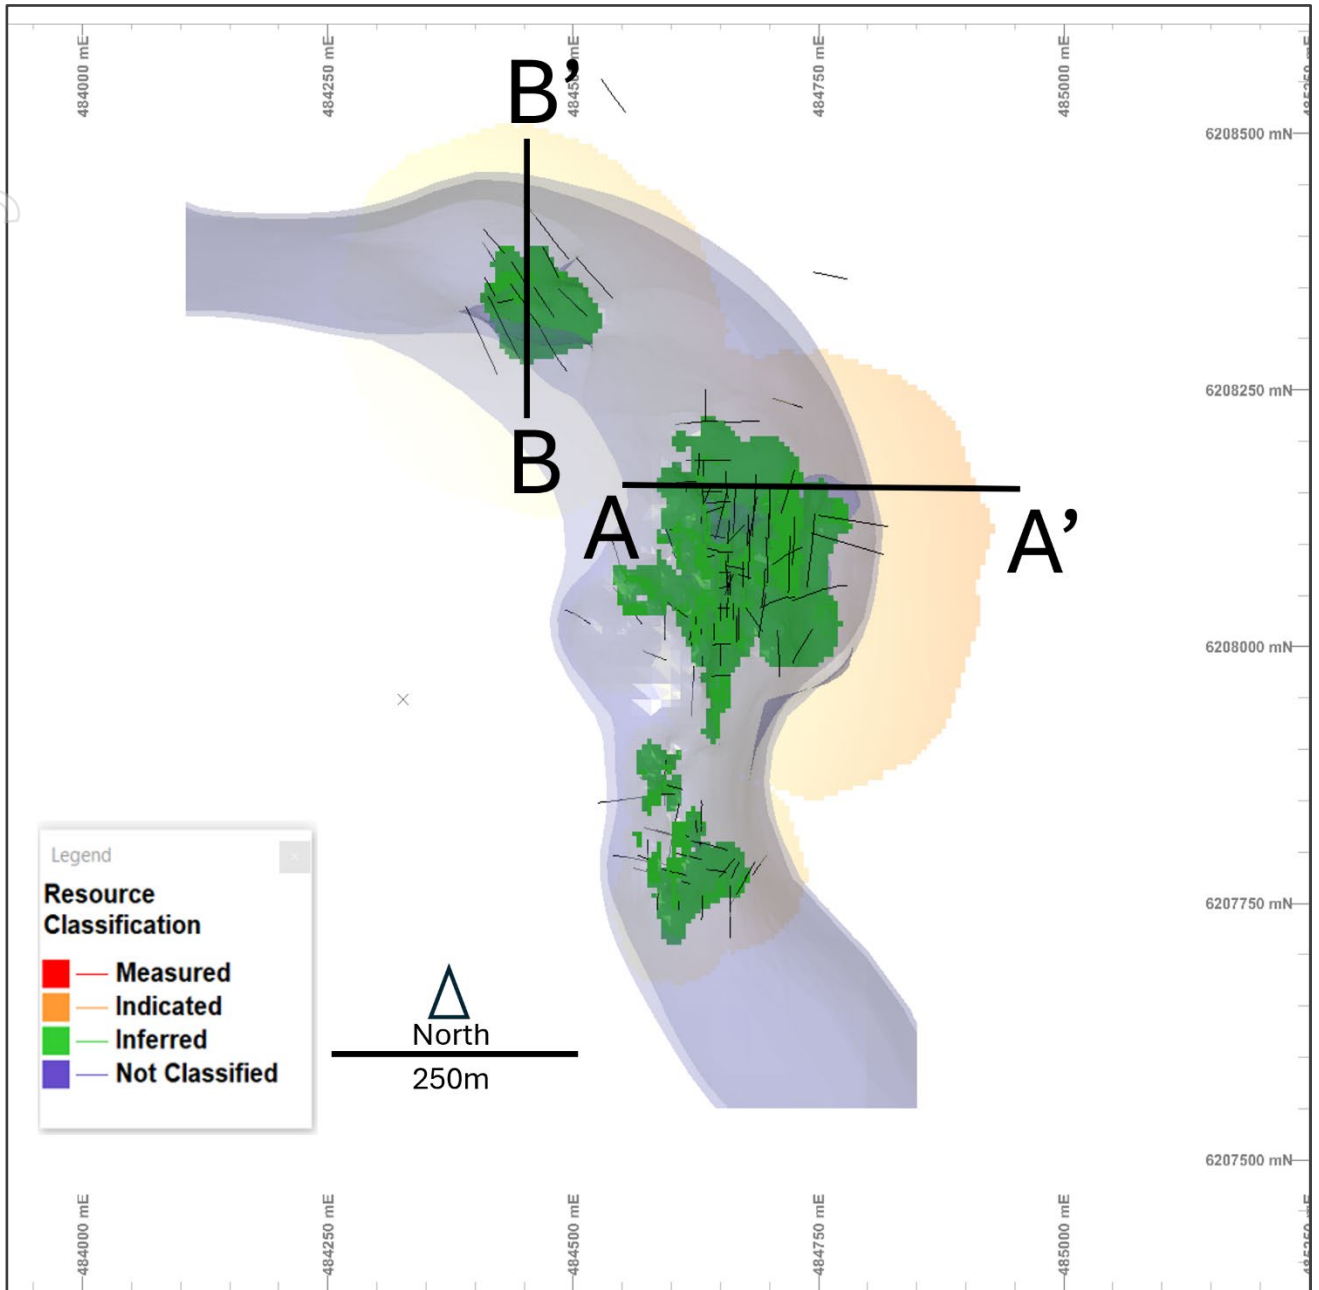 484000 mE
484250 mE
484500 mE
484750 mE
485000 mE
B’
6208500 mN
6208250 mN
B
A
A’
6208000 mN
6207750 mN
Legend
Resource
Classification
Measured
Indicated
Inferred
Not Classified
North
250m
6207500 mN
484000 mE
484250 mE
484500 mE
484750 mE
485000 mE